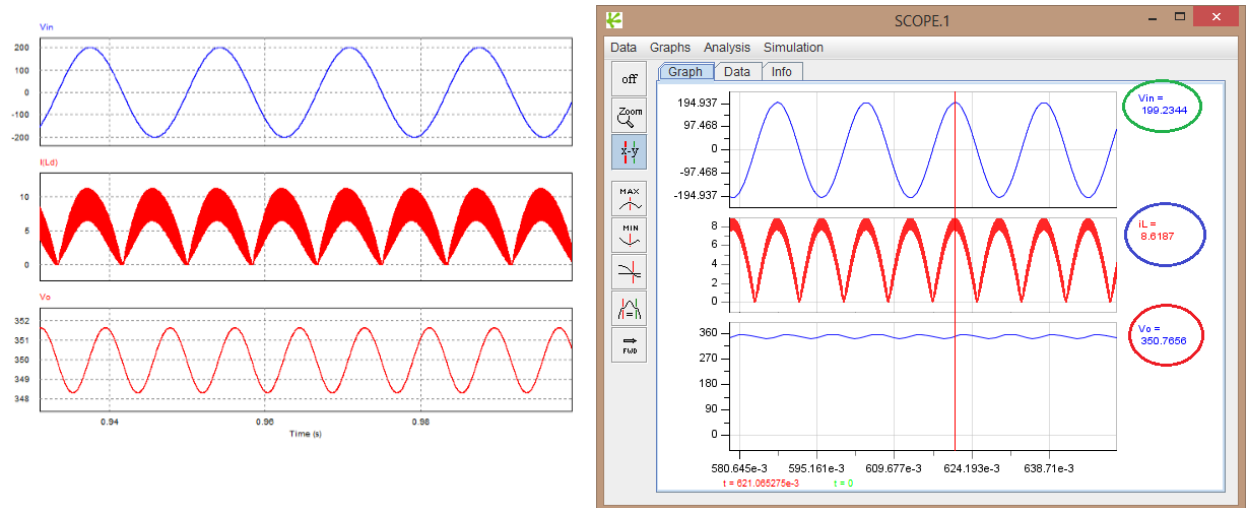 Vin
200
100
0
-100
-200
I(Ld)
10
5
0
Vo
352
351
350
349
348
0.94
0.96
0.98
Time (s)
SCOPE.1
Data Graphs Analysis Simulation
off
Graph Data Info
Zoom
x-y
MAX
MIN
FWD
194.937
97.468
0
-97.468
-194.937
Vin =
199.2344
8
6
4
2
0
iL =
8.6187
360
270
180
90
0
Vo =
350.7656
580.645e-3 595.161e-3 609.677e-3 624.193e-3 638.71e-3
t = 621.065275e-3 t = 0